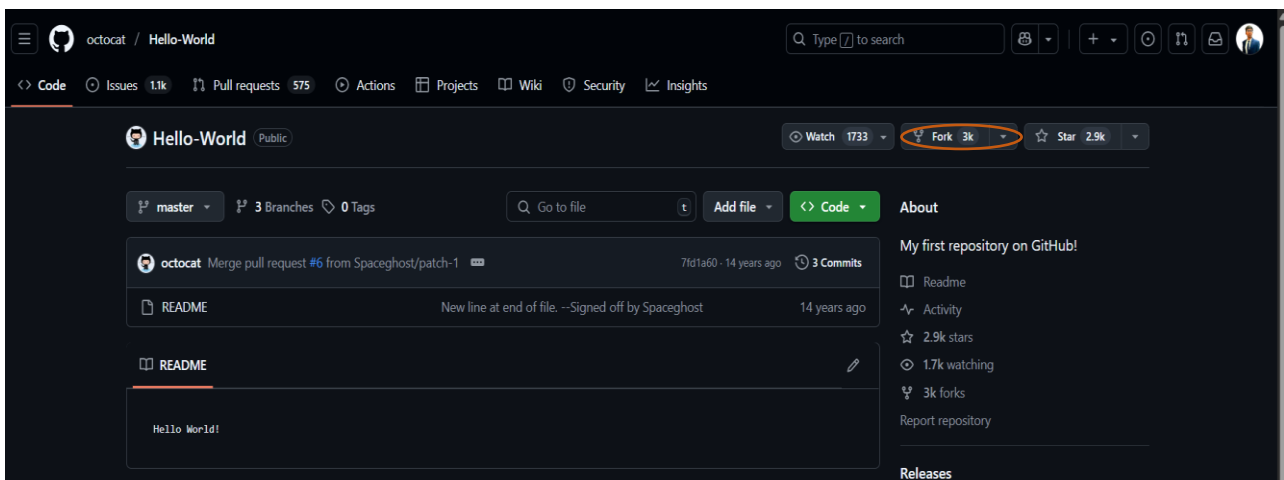 octocat / Hello-World
Type / to search
Code Issues 1.1k Pull requests 575 Actions Projects Wiki Security Insights
Hello-World Public
Watch 1733 Fork 3k Star 2.9k
master 3 Branches 0 Tags Go to file t Add file Code
About
My first repository on GitHub!
octocat Merge pull request #6 from Spaceghost/patch-1 7fd1a60 · 14 years ago 3 Commits
Readme
README New line at end of file. --Signed off by Spaceghost 14 years ago
Activity
2.9k stars
README
1.7k watching
3k forks
Report repository
Hello World!
Releases